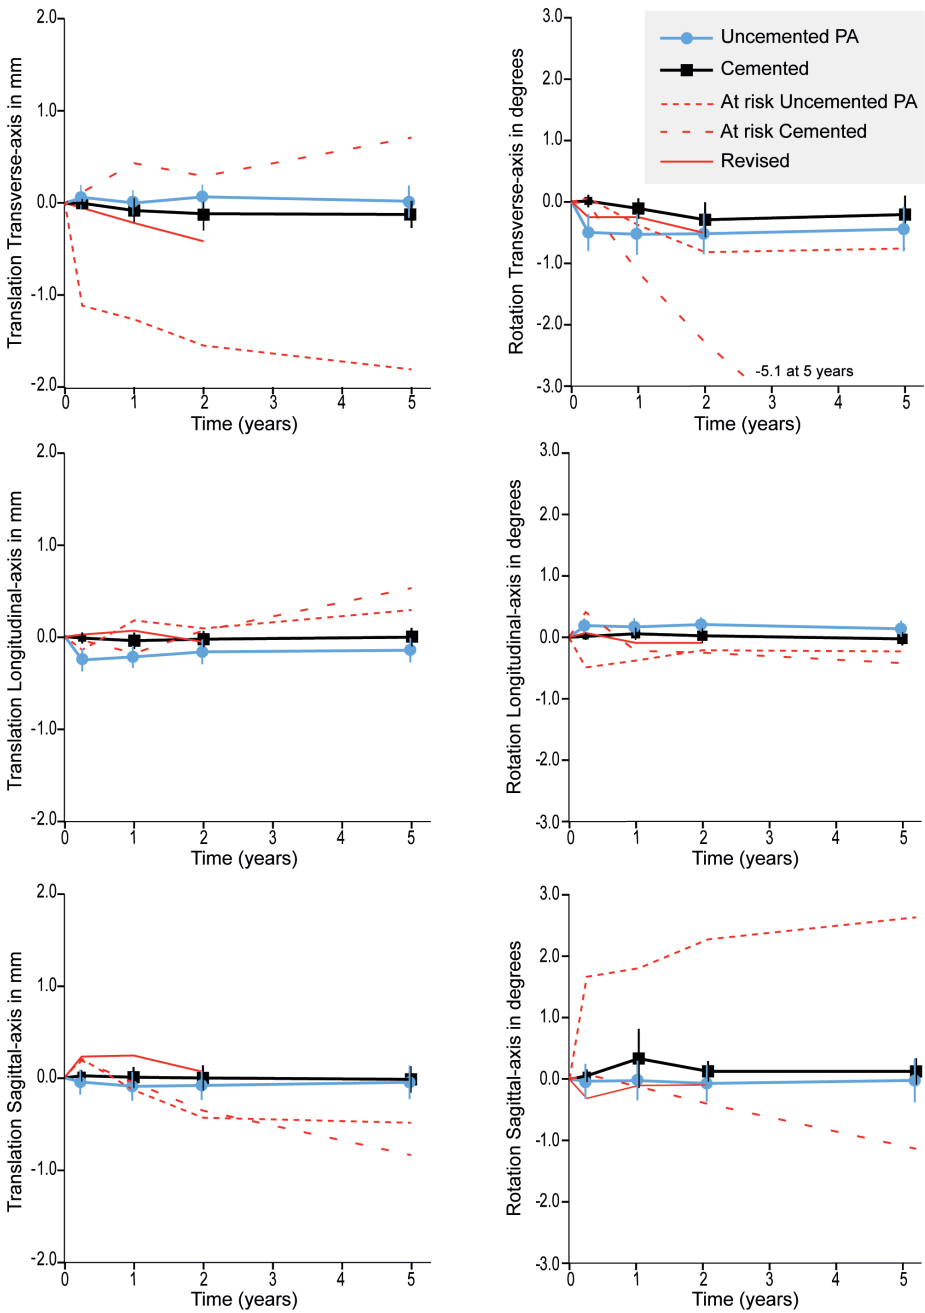 Translation Transverse-axis in mm
2.0
1.0
0.0
-1.0
-2.0
0 1 2 3 4 5
Time (years)
Rotation Transverse-axis in degrees
3.0
2.0
1.0
0.0
-1.0
-2.0
-3.0
0 1 2 3 4 5
Time (years)
-5.1 at 5 years
Uncemented PA
Cemented
At risk Uncemented PA
At risk Cemented
Revised
Translation Longitudinal-axis in mm
2.0
1.0
0.0
-1.0
-2.0
0 1 2 3 4 5
Time (years)
Rotation Longitudinal-axis in degrees
3.0
2.0
1.0
0.0
-1.0
-2.0
-3.0
0 1 2 3 4 5
Time (years)
Translation Sagittal-axis in mm
2.0
1.0
0.0
-1.0
-2.0
0 1 2 3 4 5
Time (years)
Rotation Sagittal-axis in degrees
3.0
2.0
1.0
0.0
-1.0
-2.0
-3.0
0 1 2 3 4 5
Time (years)